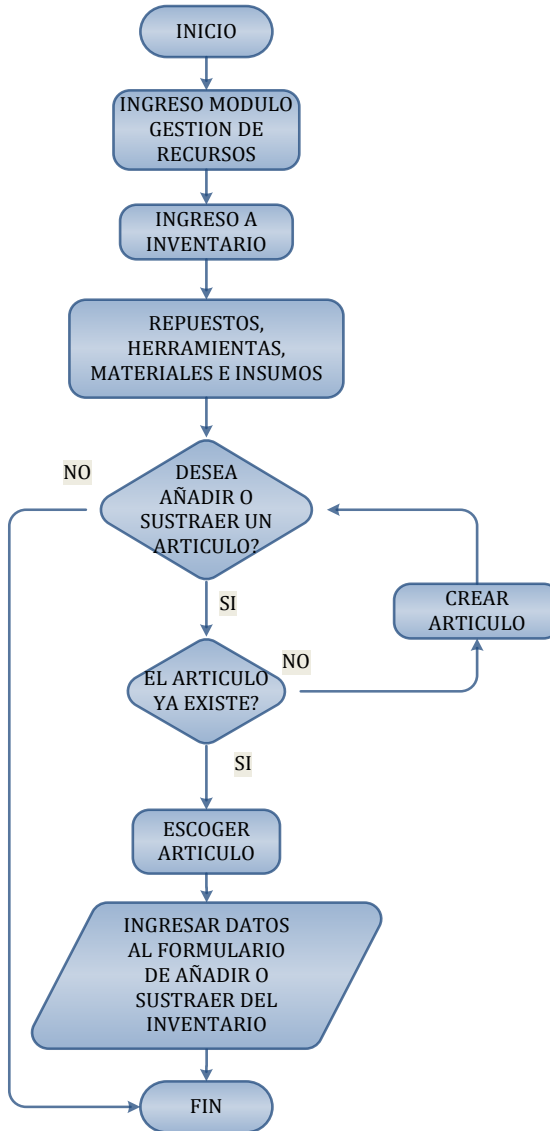 INICIO
INGRESO MODULO
GESTION DE
RECURSOS
INGRESO A
INVENTARIO
REPUESTOS,
HERRAMIENTAS,
MATERIALES E INSUMOS
NO
DESEA
AÑADIR O
SUSTRAER UN
ARTICULO?
CREAR
ARTICULO
SI
NO
EL ARTICULO
YA EXISTE?
SI
ESCOGER
ARTICULO
INGRESAR DATOS
AL FORMULARIO
DE AÑADIR O
SUSTRAER DEL
INVENTARIO
FIN